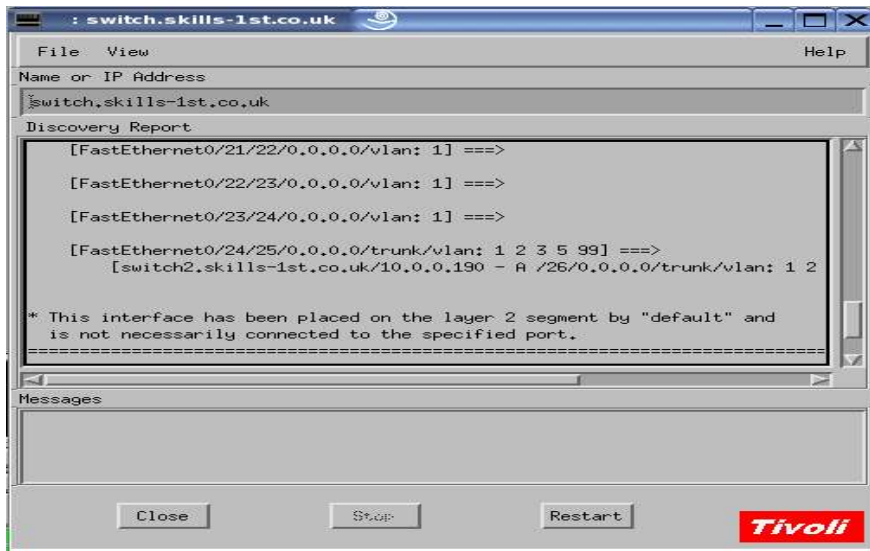 : switch.skills-1st.co.uk
File View Help
Name or IP Address
switch.skills-1st.co.uk
Discovery Report
[FastEthernet0/21/22/0.0.0.0/vlan: 1] ===>
[FastEthernet0/22/23/0.0.0.0/vlan: 1] ===>
[FastEthernet0/23/24/0.0.0.0/vlan: 1] ===>
[FastEthernet0/24/25/0.0.0.0/trunk/vlan: 1 2 3 5 99] ===>
[switch2.skills-1st.co.uk/10.0.0.190 - A /26/0.0.0.0/trunk/vlan: 1 2
* This interface has been placed on the layer 2 segment by "default" and
is not necessarily connected to the specified port.
================================================================================
Messages
Close Stop Restart
Tivoli